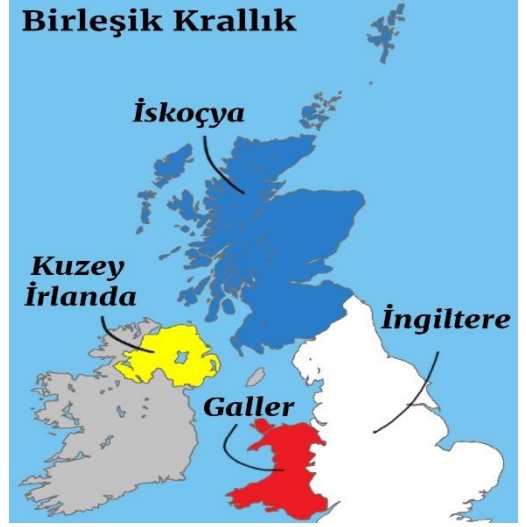 Birleşik Krallık
İskoçya
Kuzey
İrlanda
İngiltere
Galler